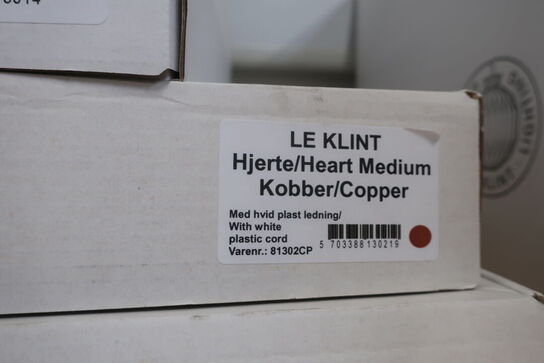 LE KLINT
Hjerte/Heart Medium
Kobber/Copper
Med hvid plast ledning/
With white
plastic cord
Varenr.: 81302CP
5 703388 130219